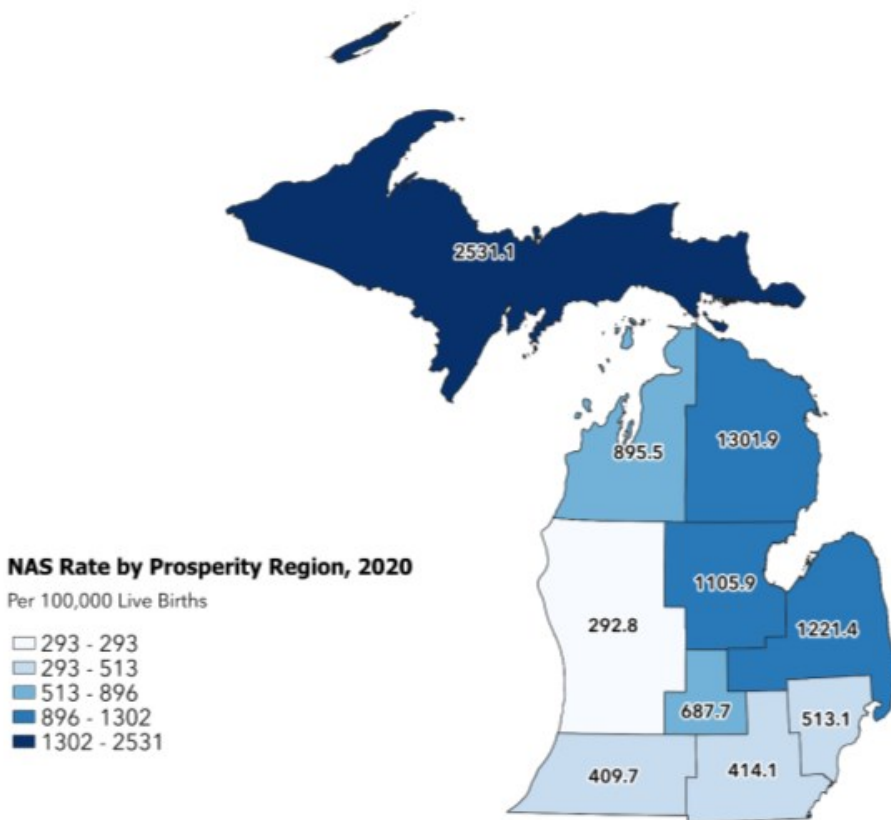 2531.1
895.5
1301.9
NAS Rate by Prosperity Region, 2020
Per 100,000 Live Births
293 - 293
293 - 513
513 - 896
896 - 1302
1302 - 2531
292.8
1105.9
1221.4
687.7
513.1
409.7
414.1